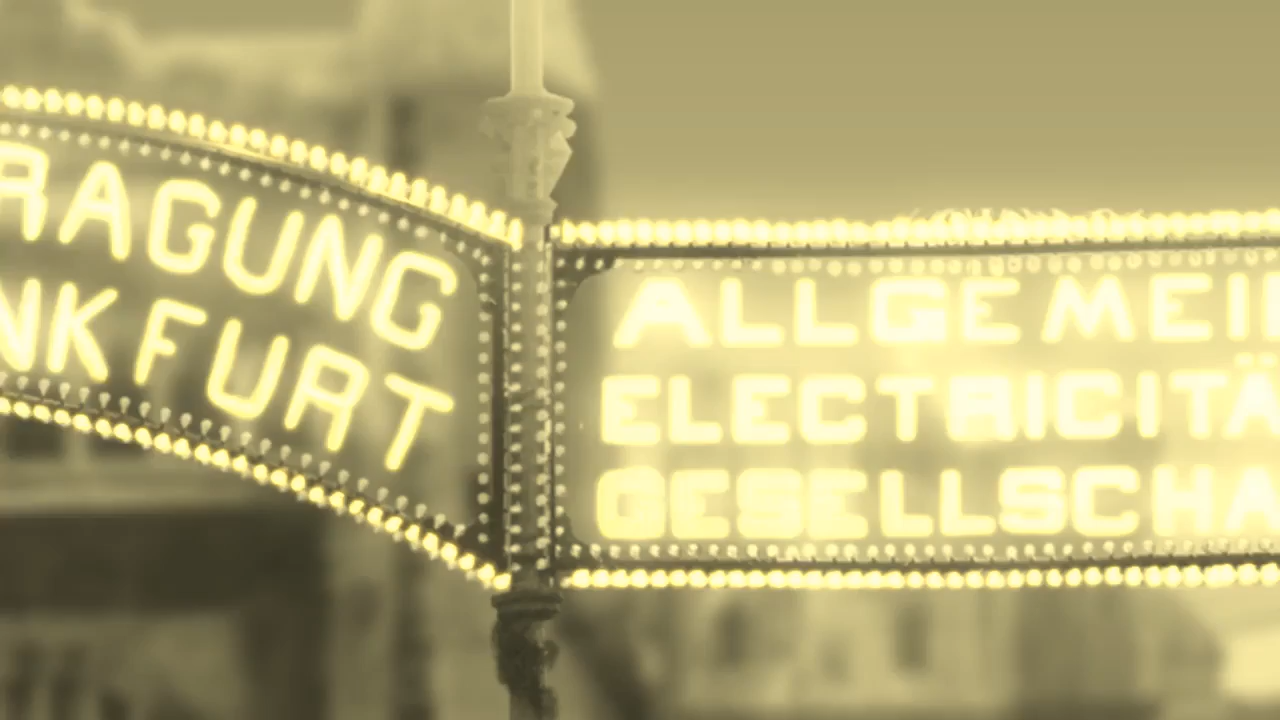 RAGUNG
NKFURT
ALLGEMEI
ELECTRICITÄ
GESELLSCHA